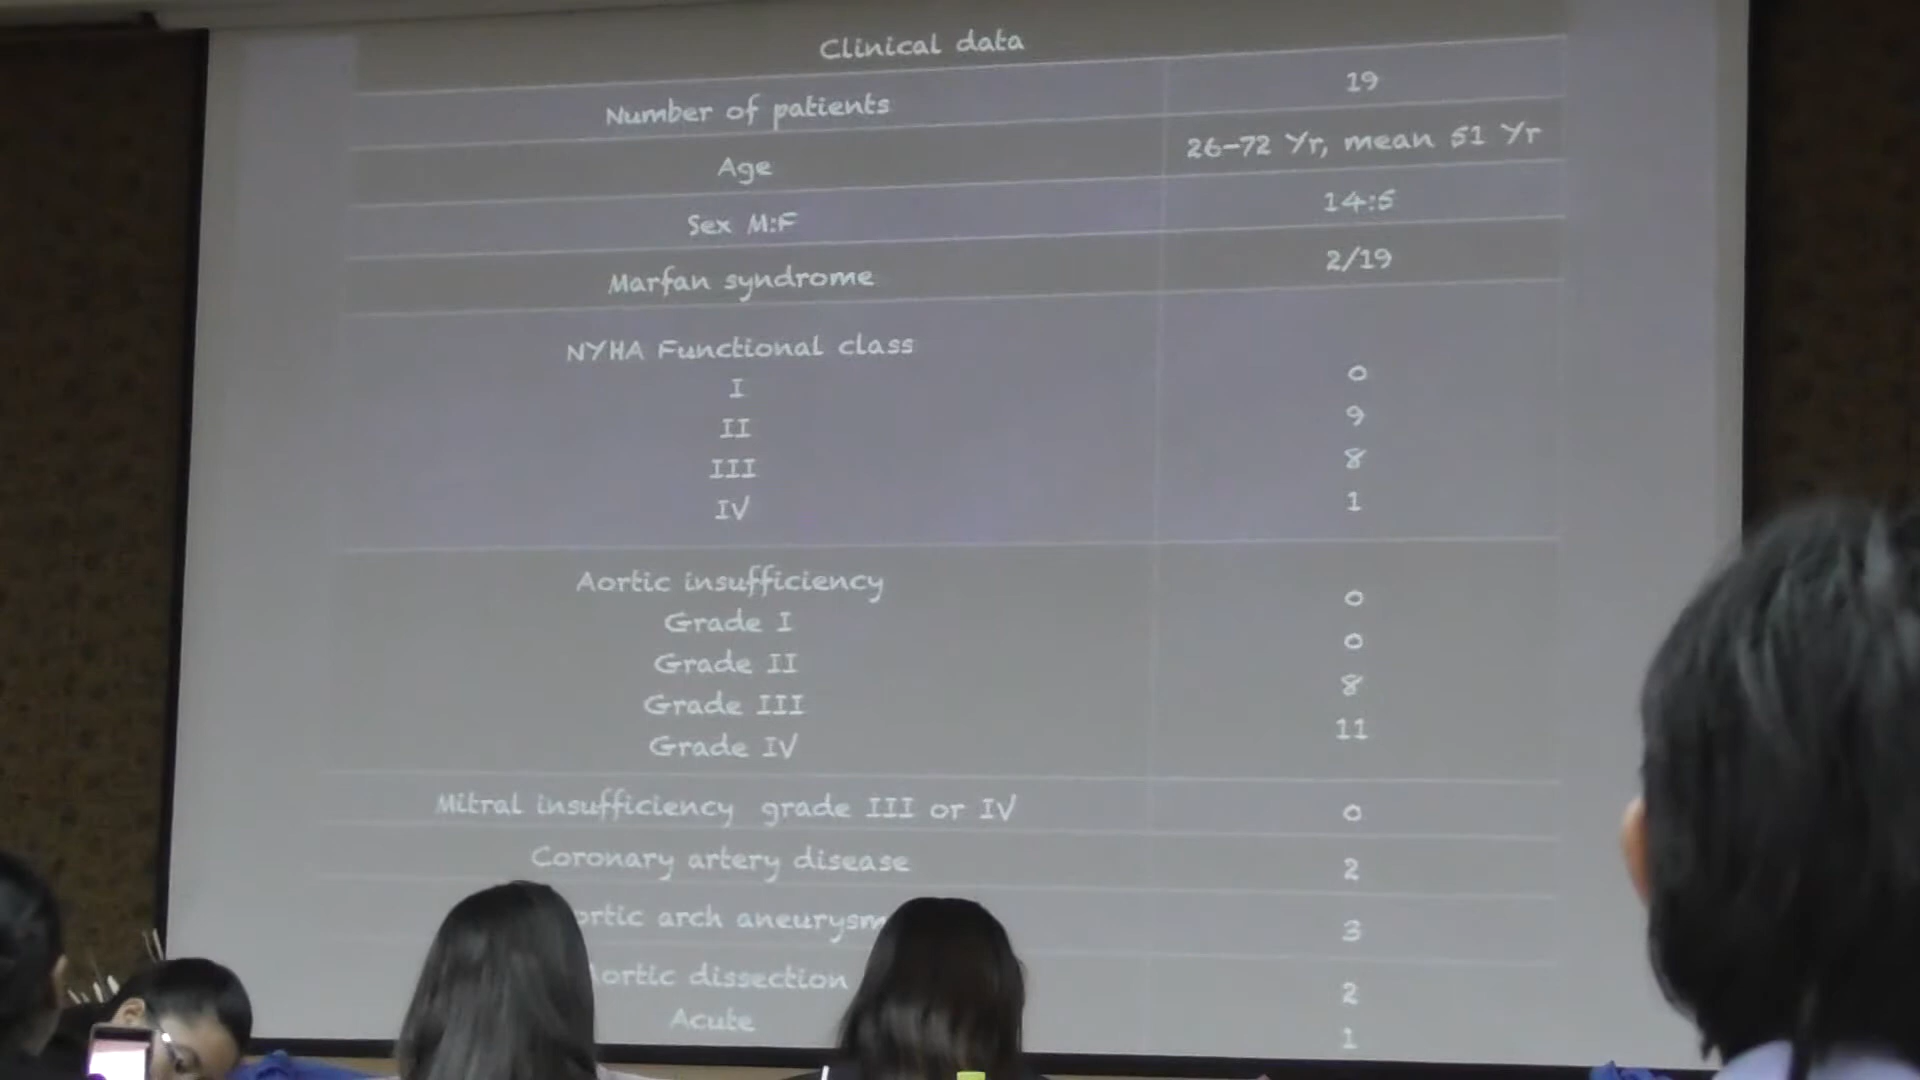 Clinical data
Number of patients 19
Age 26-72 Yr, mean 51 Yr
Sex M:F 14:5
Marfan syndrome 2/19
NYHA Functional class
I 0
II 9
III 8
IV 1
Aortic insufficiency
Grade I 0
Grade II 0
Grade III 8
Grade IV 11
Mitral insufficiency grade III or IV 0
Coronary artery disease 2
arch aneurysm 3
dissection 2
Acute 1